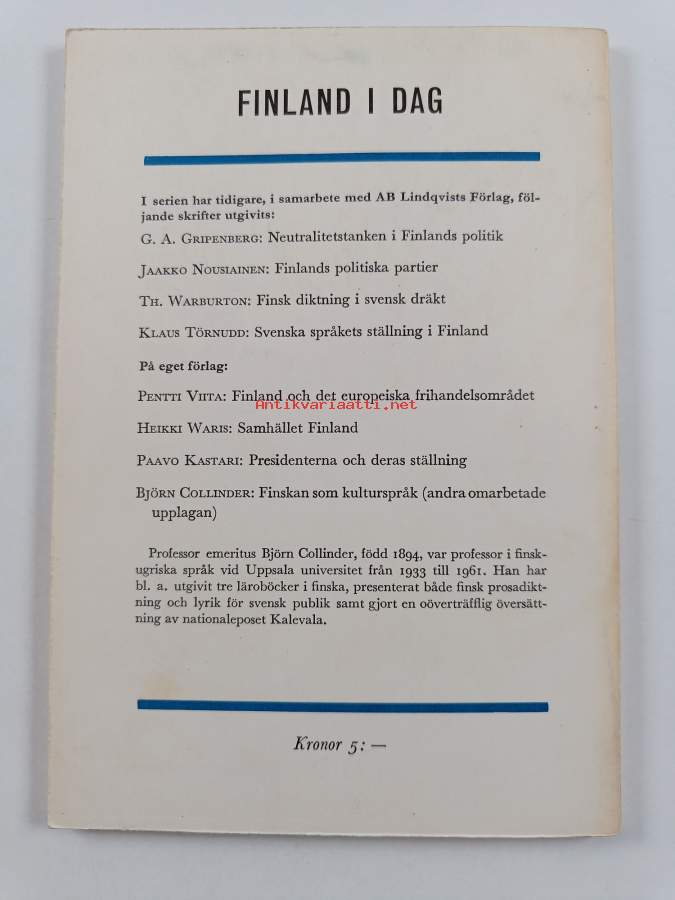 FINLAND I DAG
I serien har tidigare, i samarbete med AB Lindqvists Förlag, föl-
jande skrifter utgivits:
G. A. GRIPENBERG: Neutralitetstanken i Finlands politik
JAAKKO NOUSIAINEN: Finlands politiska partier
TH. WARBURTON: Finsk diktning i svensk dräkt
KLAUS TÖRNUDD: Svenska språkets ställning i Finland
På eget förlag:
PENTTI VIITA: Finland och det europeiska frihandelsområdet
Antikvariaatti.net
HEIKKI WARIS: Samhället Finland
PAAVO KASTARI: Presidenterna och deras ställning
BJÖRN COLLINDER: Finskan som kulturspråk (andra omarbetade
upplagan)
Professor emeritus Björn Collinder, född 1894, var professor i finsk-
ugriska språk vid Uppsala universitet från 1933 till 1961. Han har
bl. a. utgivit tre läroböcker i finska, presenterat både finsk prosadikt-
ning och lyrik för svensk publik samt gjort en oöverträfflig översätt-
ning av nationaleposet Kalevala.
Kronor 5: —